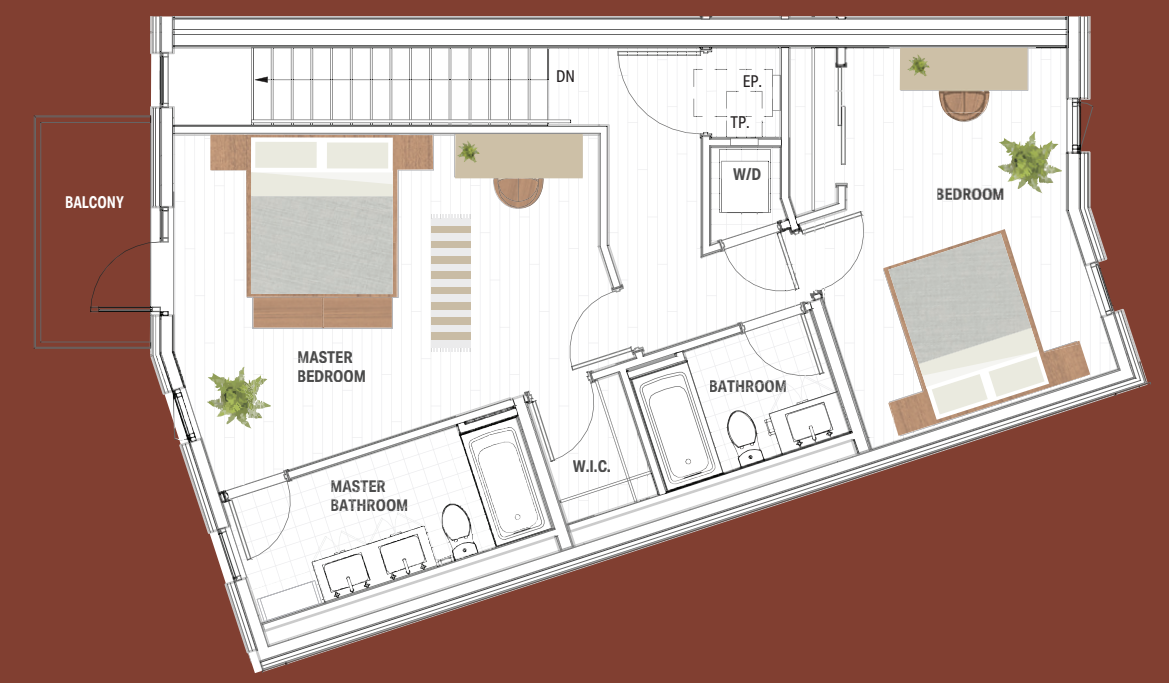 DN
EP.
TP.
W/D
BALCONY
BEDROOM
MASTER
BEDROOM
BATHROOM
W.I.C.
MASTER
BATHROOM